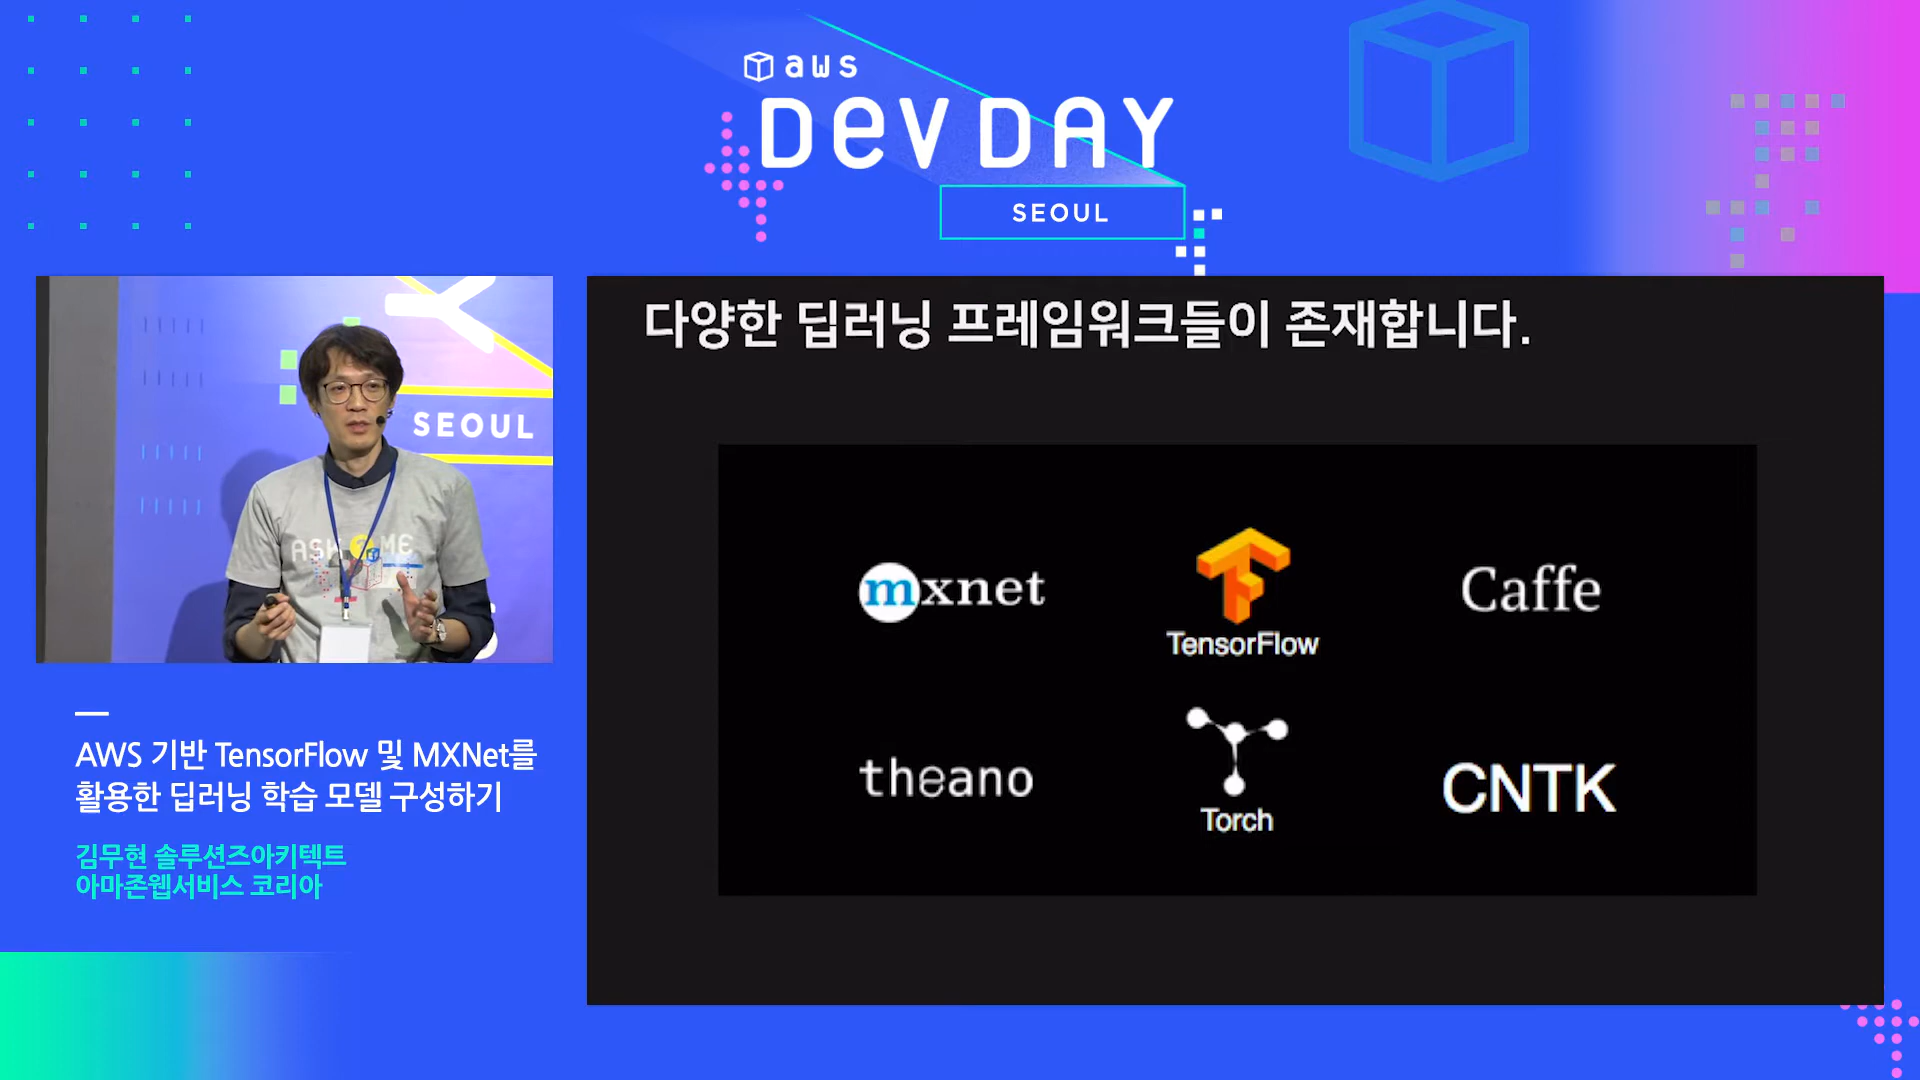 aws
DEV DAY
SEOUL
다양한 딥러닝 프레임워크들이 존재합니다.
SEOUL
ASK ME
mxnet
TensorFlow
Caffe
theano
Torch
CNTK
AWS 기반 TensorFlow 및 MXNet를
활용한 딥러닝 학습 모델 구성하기
김무현 솔루션즈아키텍트
아마존웹서비스 코리아